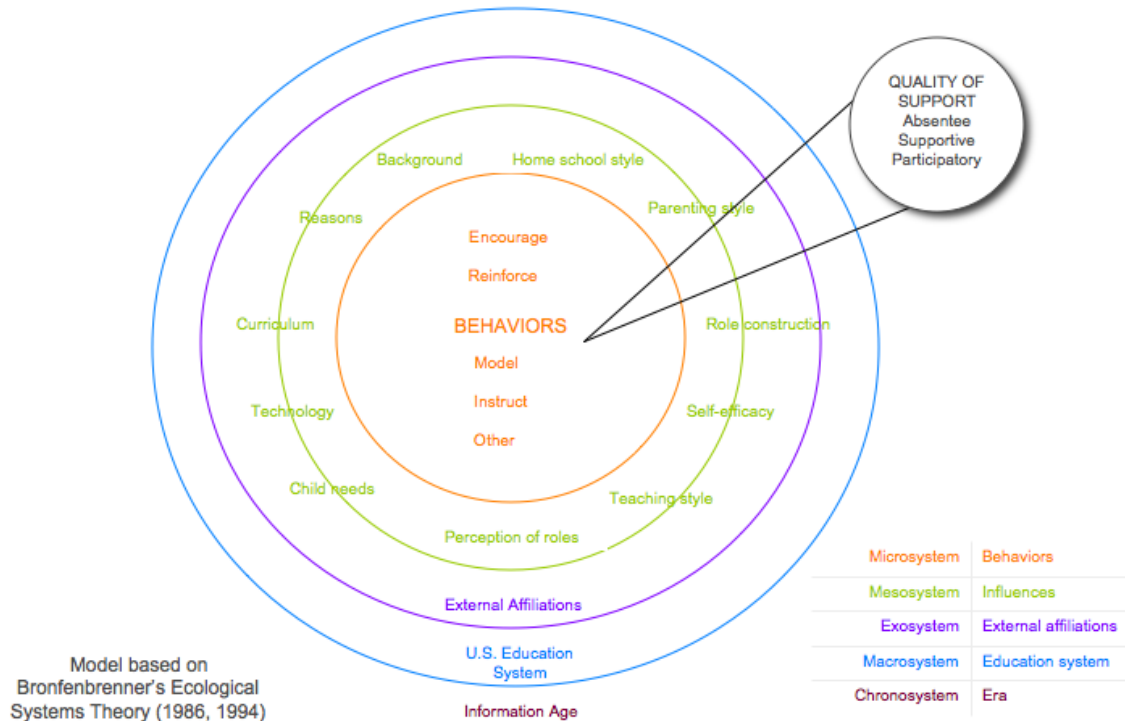 QUALITY OF
SUPPORT
Absentee
Supportive
Participatory
Background
Home school style
Reasons
Parenting style
Encourage
Reinforce
Curriculum
BEHAVIORS
Role construction
Model
Technology
Instruct
Self-efficacy
Other
Child needs
Teaching style
Perception of roles
External Affiliations
U.S. Education
System
Information Age
Model based on
Bronfenbrenner's Ecological
Systems Theory (1986, 1994)
Microsystem Behaviors
Mesosystem Influences
Exosystem External affiliations
Macrosystem Education system
Chronosystem Era